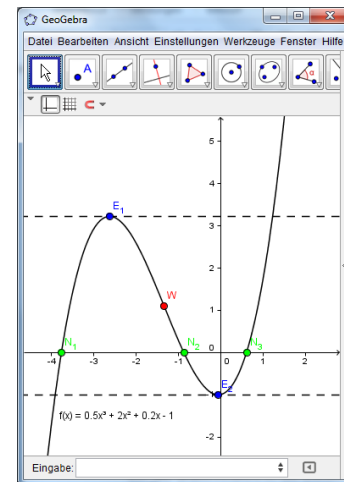 GeoGebra
Datei Bearbeiten Ansicht Einstellungen Werkzeuge Fenster Hilfe
A
α
5
4
E1
3
2
W
1
N1 N2 0 N3
-4 -3 -2 -1 0 1 2
E2
-1
f(x) = 0.5x³ + 2x² + 0.2x - 1
-2
Eingabe: